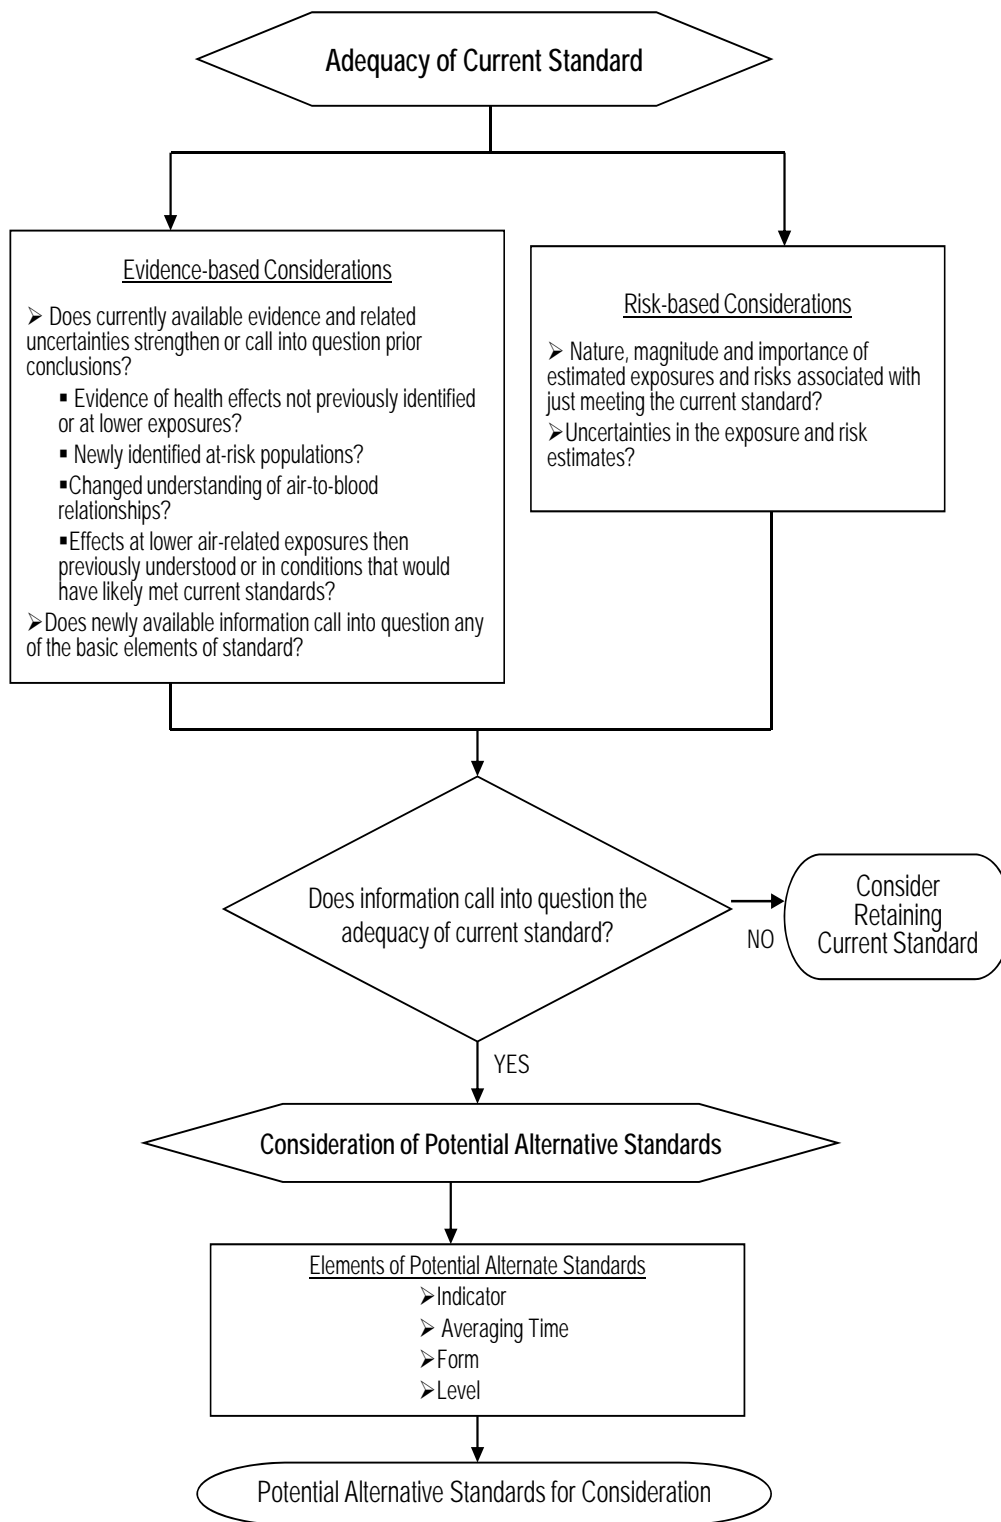 Adequacy of Current Standard
Evidence-based Considerations
➢ Does currently available evidence and related
uncertainties strengthen or call into question prior
conclusions?
▪ Evidence of health effects not previously identified
or at lower exposures?
▪ Newly identified at-risk populations?
▪Changed understanding of air-to-blood
relationships?
▪Effects at lower air-related exposures then
previously understood or in conditions that would
have likely met current standards?
➢Does newly available information call into question any
of the basic elements of standard?
Risk-based Considerations
➢ Nature, magnitude and importance of
estimated exposures and risks associated with
just meeting the current standard?
➢Uncertainties in the exposure and risk
estimates?
Does information call into question the
adequacy of current standard?
NO
Consider
Retaining
Current Standard
YES
Consideration of Potential Alternative Standards
Elements of Potential Alternate Standards
➢Indicator
➢ Averaging Time
➢Form
➢Level
Potential Alternative Standards for Consideration